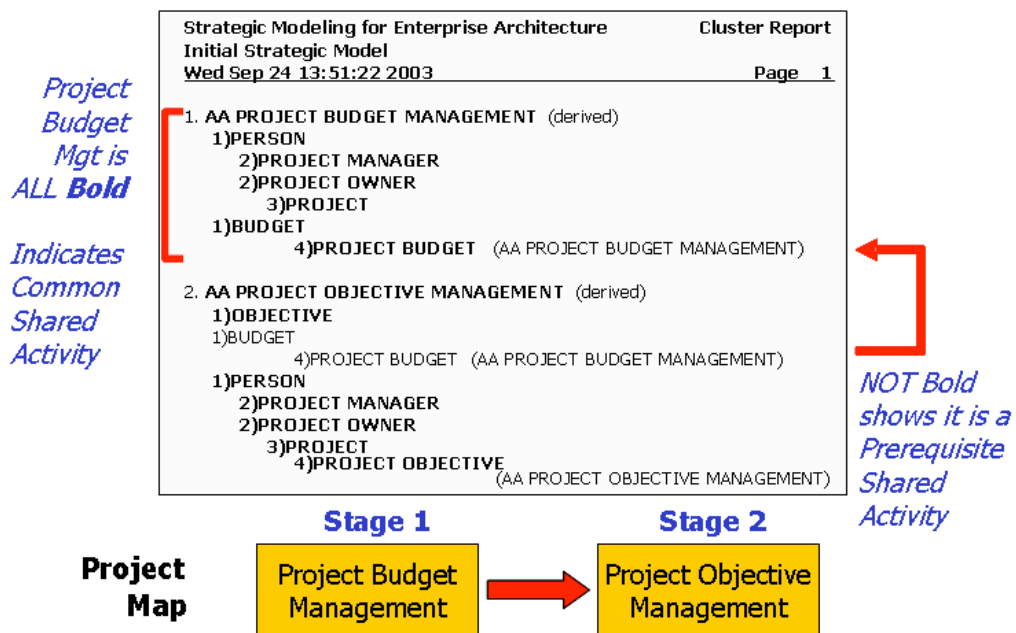 Strategic Modeling for Enterprise Architecture Cluster Report
Initial Strategic Model
Wed Sep 24 13:51:22 2003 Page 1
Project
Budget
Mgt is
ALL Bold
Indicates
Common
Shared
Activity
1. AA PROJECT BUDGET MANAGEMENT (derived)
1)PERSON
2)PROJECT MANAGER
2)PROJECT OWNER
3)PROJECT
1)BUDGET
4)PROJECT BUDGET (AA PROJECT BUDGET MANAGEMENT)
2. AA PROJECT OBJECTIVE MANAGEMENT (derived)
1)OBJECTIVE
1)BUDGET
4)PROJECT BUDGET (AA PROJECT BUDGET MANAGEMENT)
1)PERSON
2)PROJECT MANAGER
2)PROJECT OWNER
3)PROJECT
4)PROJECT OBJECTIVE
(AA PROJECT OBJECTIVE MANAGEMENT)
NOT Bold
shows it is a
Prerequisite
Shared
Activity
Stage 1 Stage 2
Project
Map
Project Budget
Management
Project Objective
Management